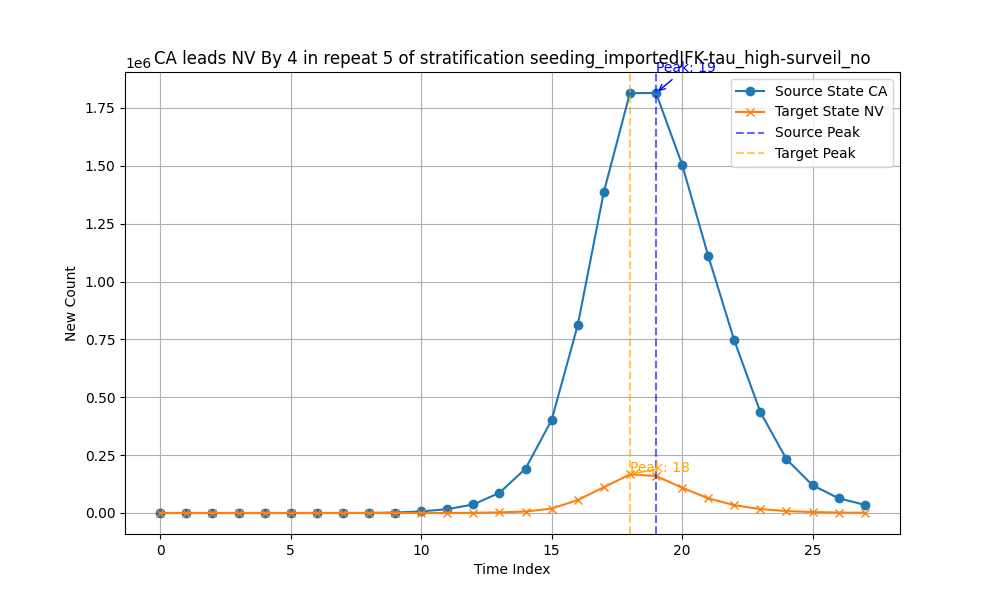 CA leads NV By 4 in repeat 5 of stratification seeding_importedJFK-tau_high-surveil_no
1e6
Peak: 19
Source State CA
Target State NV
Source Peak
Target Peak
1.75
1.50
1.25
1.00
0.75
0.50
0.25
0.00
New Count
Peak: 18
0
5
10
15
20
25
Time Index